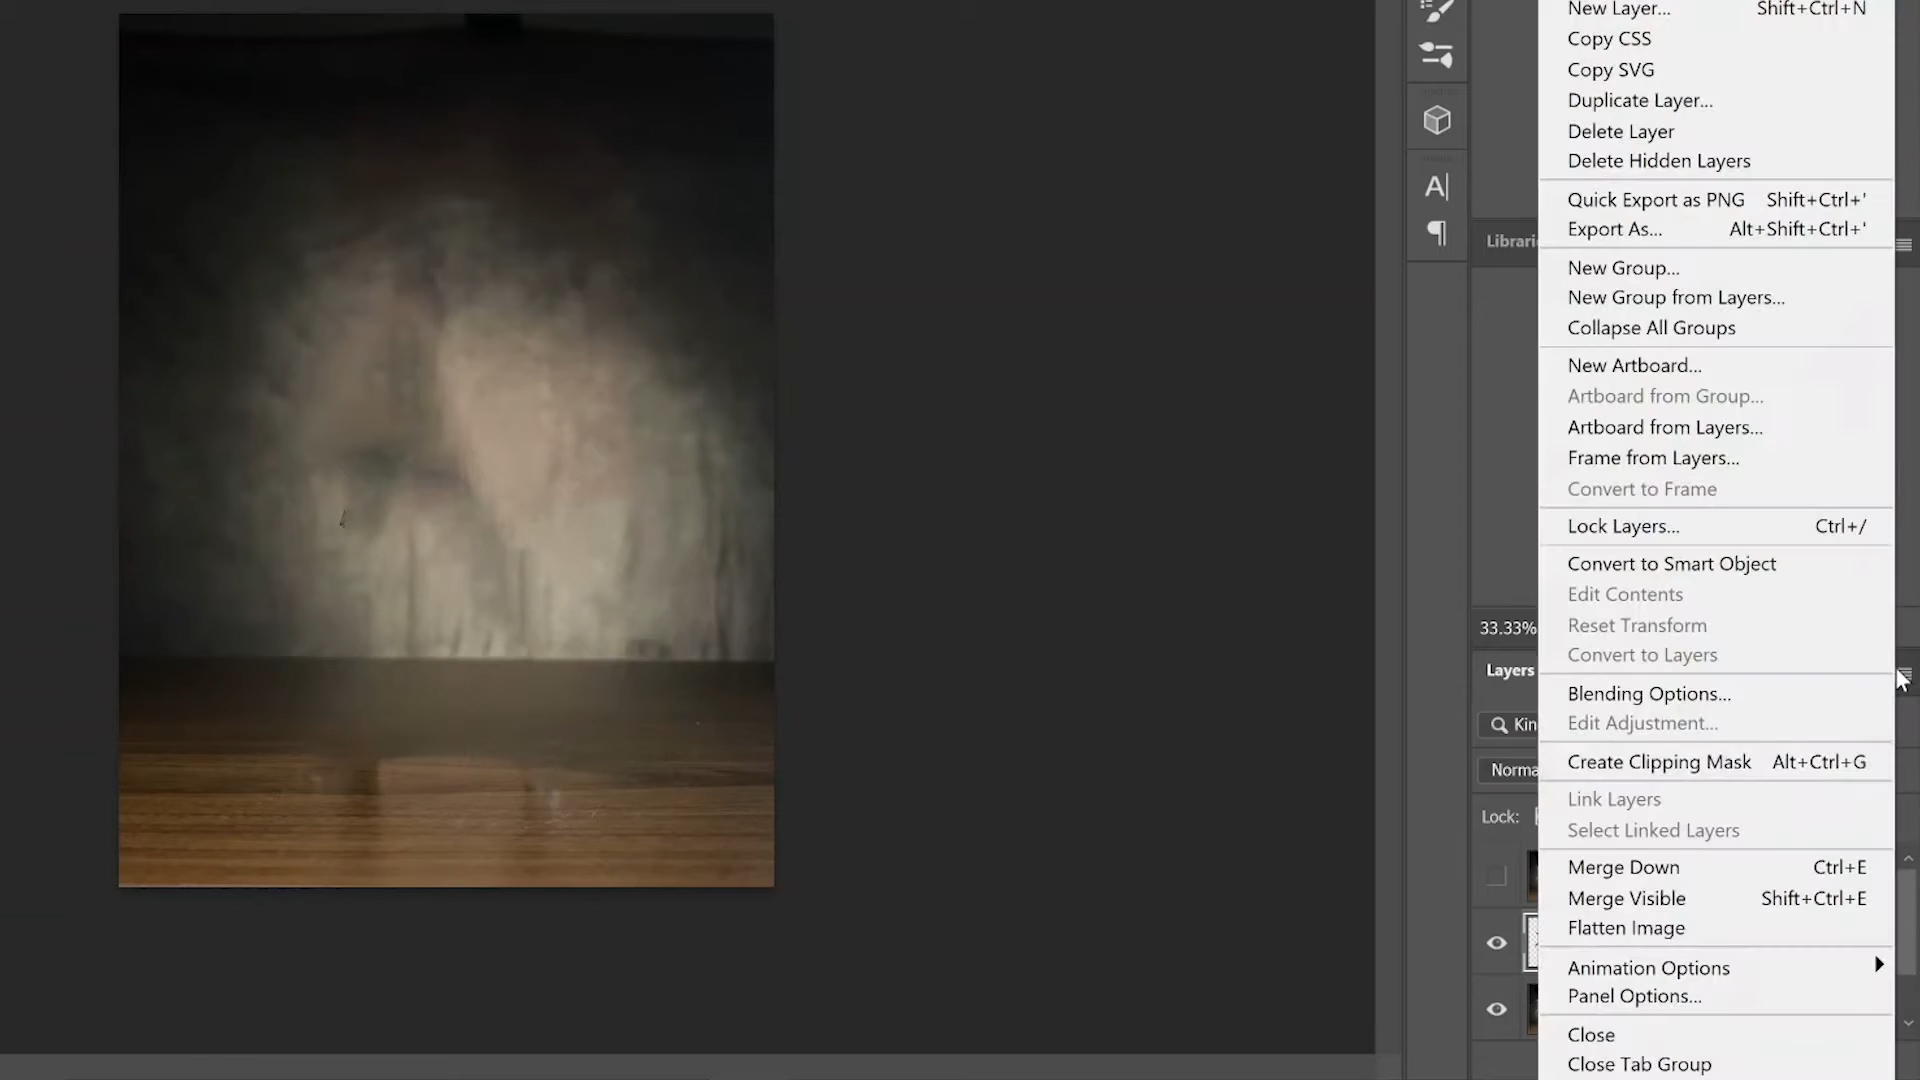 New Layer... Shift+Ctrl+N
Copy CSS
Copy SVG
Duplicate Layer...
Delete Layer
Delete Hidden Layers
Quick Export as PNG Shift+Ctrl+'
Export As... Alt+Shift+Ctrl+'
Librari
New Group...
New Group from Layers...
Collapse All Groups
New Artboard...
Artboard from Group...
Artboard from Layers...
Frame from Layers...
Convert to Frame
Lock Layers... Ctrl+/
Convert to Smart Object
Edit Contents
33.33%
Reset Transform
Convert to Layers
Layers
Blending Options...
Kin
Edit Adjustment...
Norma
Create Clipping Mask Alt+Ctrl+G
Link Layers
Lock:
Select Linked Layers
Merge Down Ctrl+E
Merge Visible Shift+Ctrl+E
Flatten Image
Animation Options
Panel Options...
Close
Close Tab Group